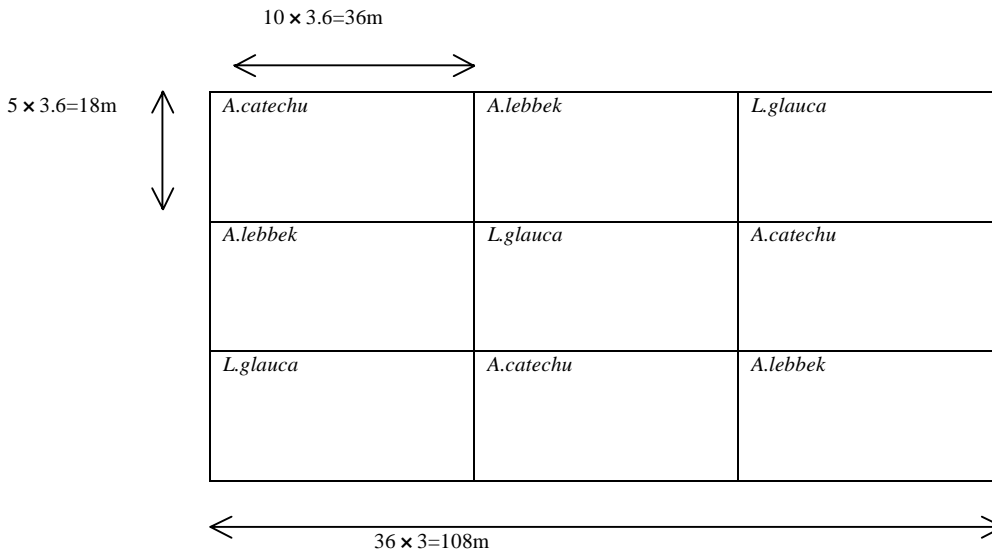 10 × 3.6=36m
5 × 3.6=18m
A.catechu A.lebbek L.glauca
A.lebbek L.glauca A.catechu
L.glauca A.catechu A.lebbek
36 × 3=108m